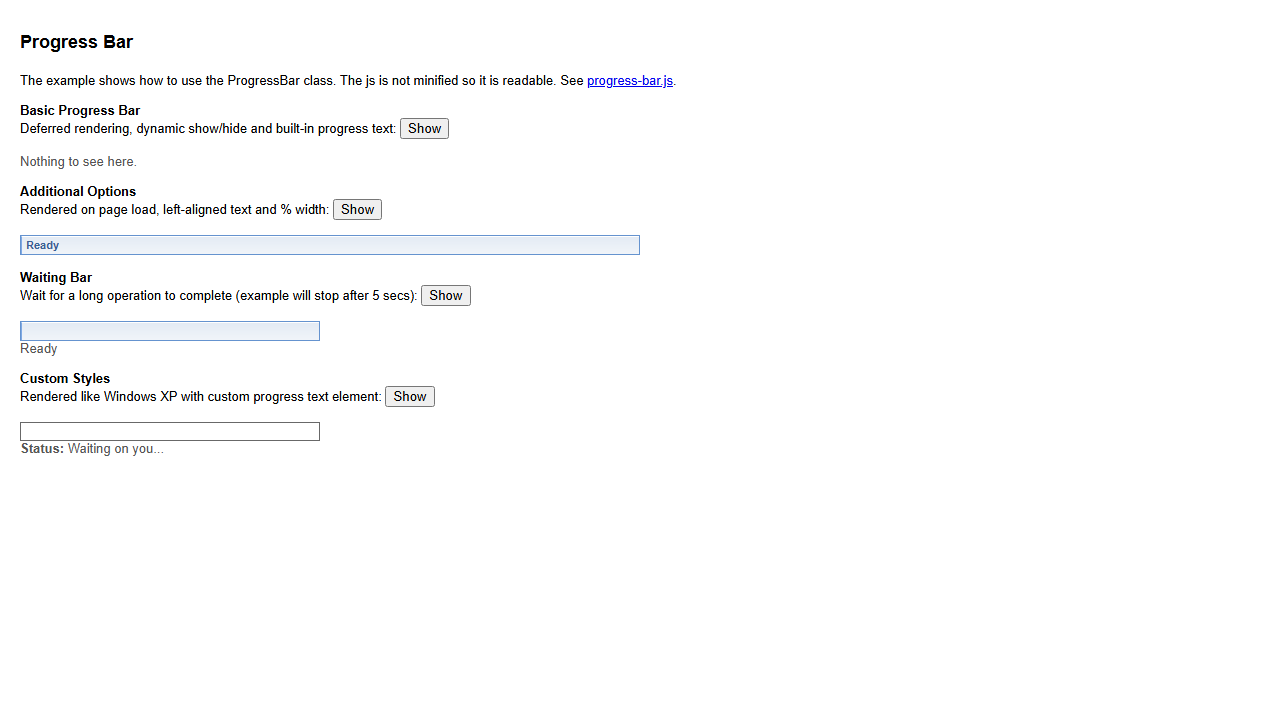 Progress Bar
The example shows how to use the ProgressBar class. The js is not minified so it is readable. See progress-bar.js.
Basic Progress Bar
Deferred rendering, dynamic show/hide and built-in progress text: Show
Nothing to see here.
Additional Options
Rendered on page load, left-aligned text and % width: Show
Ready
Waiting Bar
Wait for a long operation to complete (example will stop after 5 secs): Show
Ready
Custom Styles
Rendered like Windows XP with custom progress text element: Show
Status: Waiting on you...